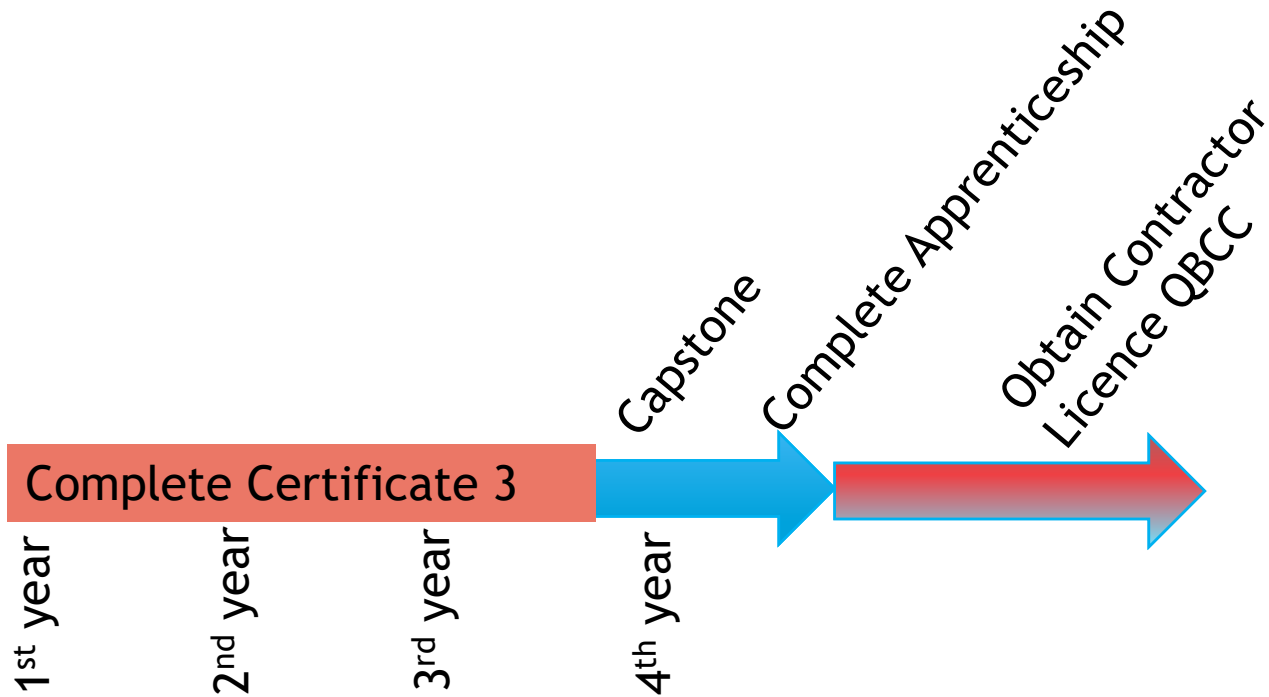 Capstone
Complete Apprenticeship
Obtain Contractor
Licence QBCC
Complete Certificate 3
1st year
2nd year
3rd year
4th year